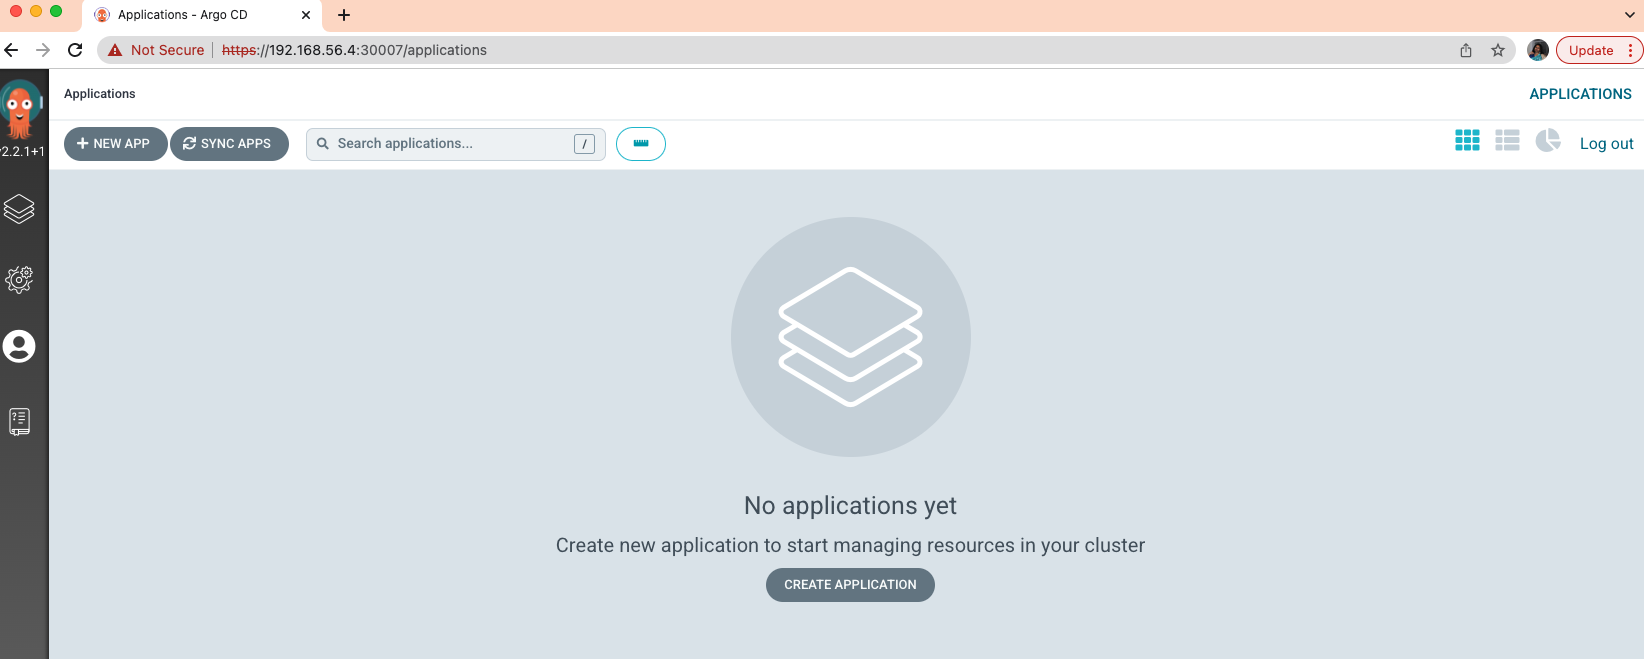 Applications - Argo CD
Not Secure https://192.168.56.4:30007/applications
Update
Applications
APPLICATIONS
NEW APP
SYNC APPS
Search applications...
/
Log out
v2.2.1+1
No applications yet
Create new application to start managing resources in your cluster
CREATE APPLICATION